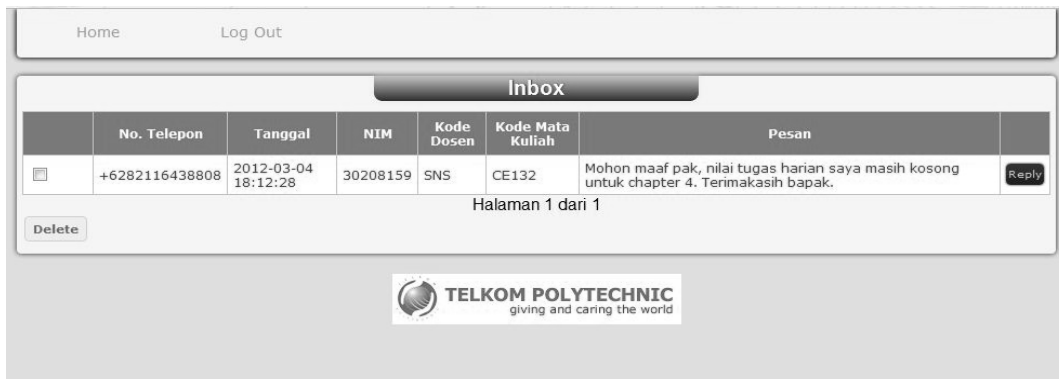 Home Log Out
Inbox
No. Telepon Tanggal NIM Kode Dosen Kode Mata Kuliah Pesan
+6282116438808 2012-03-04 18:12:28 30208159 SNS CE132 Mohon maaf pak, nilai tugas harian saya masih kosong untuk chapter 4. Terimakasih bapak. Reply
Halaman 1 dari 1
Delete
TELKOM POLYTECHNIC
giving and caring the world